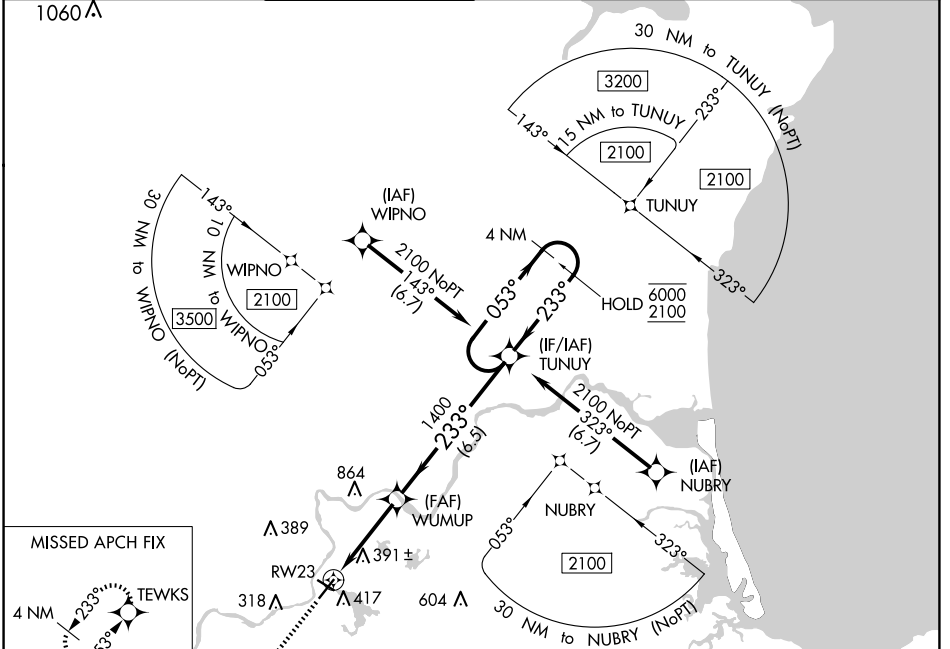 1060
30 NM to TUNUY (NoPT)
3200
233°
143°
15 NM to TUNUY
2100
2100
TUNUY
323°
(IAF)
WIPNO
30 NM to WIPNO (NoPT)
143°
10 NM to WIPNO
WIPNO
2100
3500
053°
2100 NoPT
143°
(6.7)
4 NM
053°
233°
HOLD
6000
2100
(IF/IAF)
TUNUY
2100 NoPT
323°
(6.7)
1400
233°
(6.5)
(IAF)
NUBRY
864
(FAF)
WUMUP
NUBRY
053°
323°
2100
30 NM to NUBRY (NoPT)
389
391 ±
RW23
318
417
604
MISSED APCH FIX
4 NM
233°
TEWKS
53°